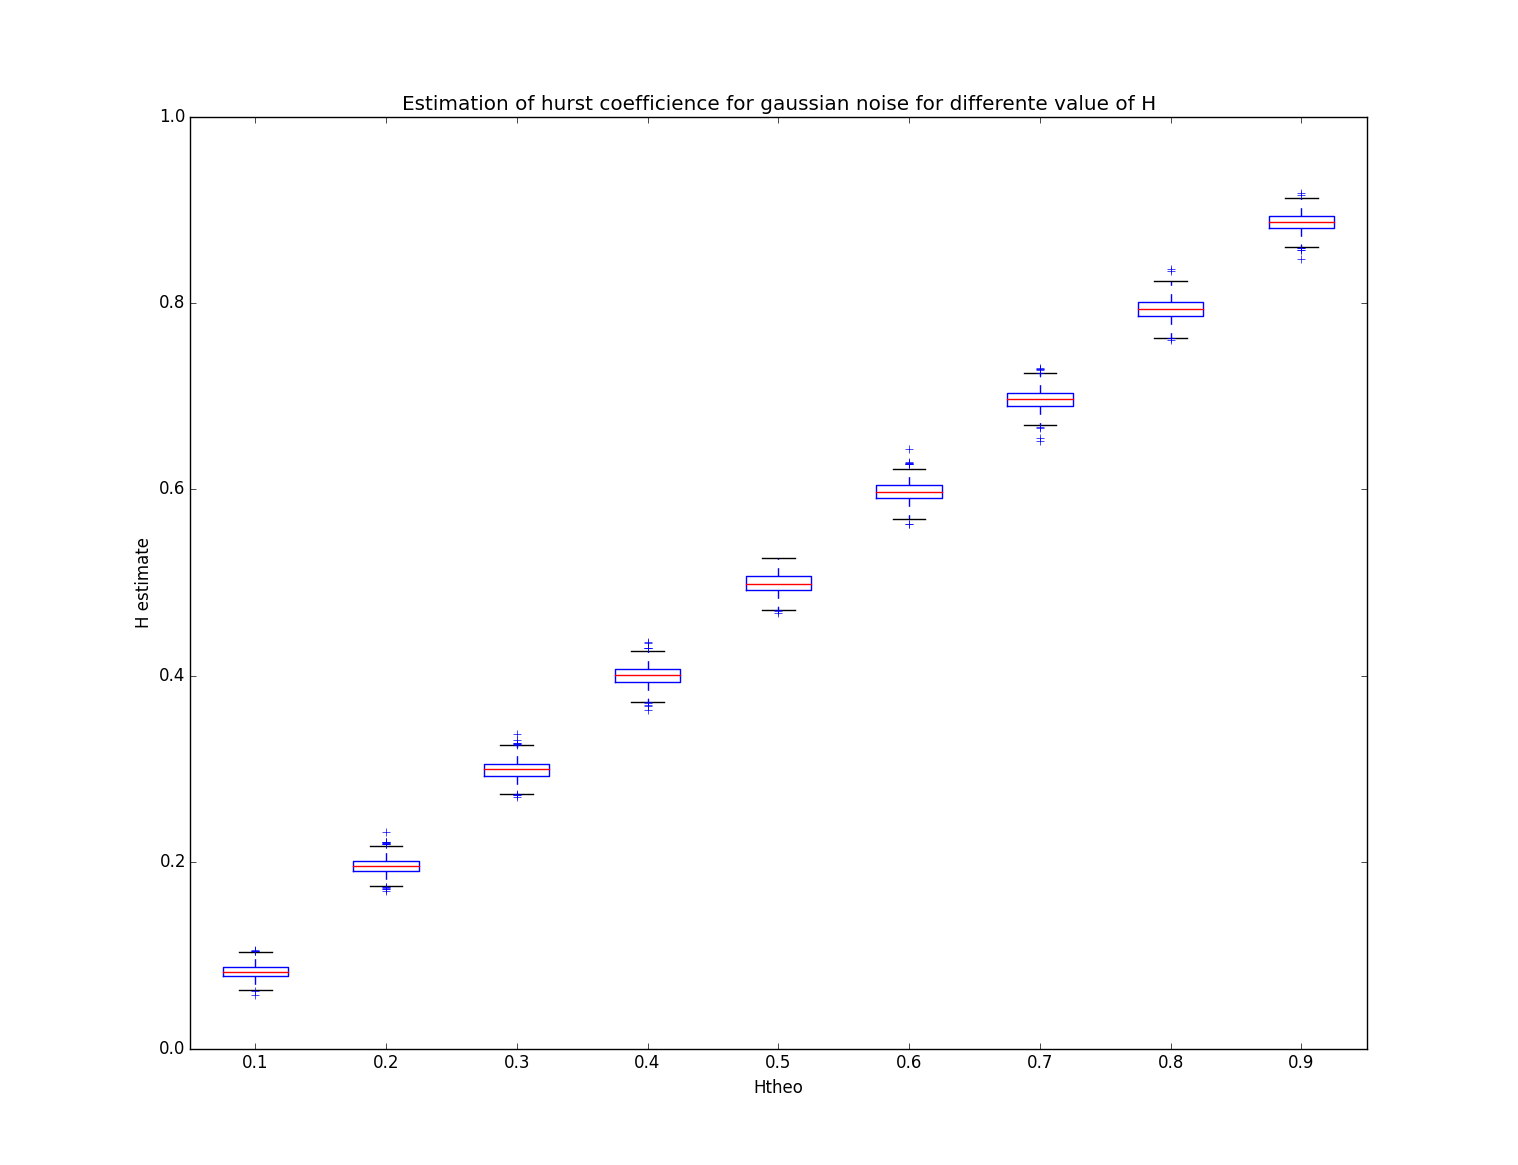 Estimation of hurst coefficience for gaussian noise for differente value of H
1.0
0.8
0.6
0.4
0.2
0.0
H estimate
0.1 0.2 0.3 0.4 0.5 0.6 0.7 0.8 0.9
Htheo